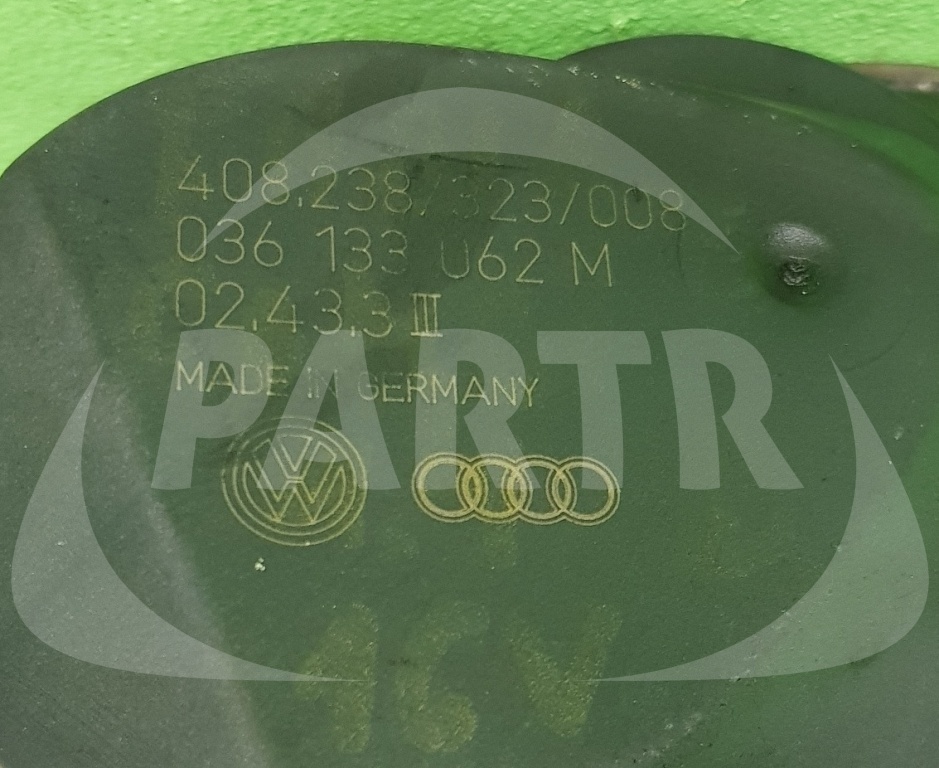 408.238/323/008
036 133 062 M
02.43.3 III
MADE IN GERMANY
PARTR
16V